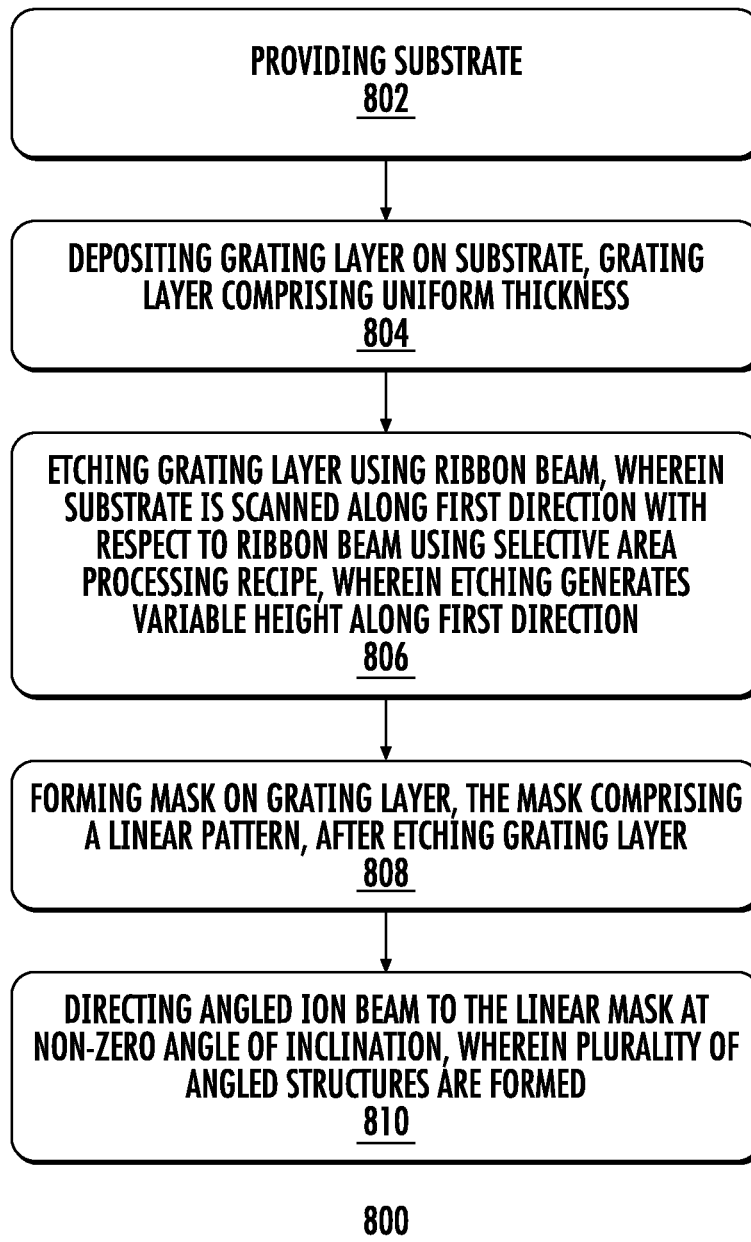 PROVIDING SUBSTRATE
802
DEPOSITING GRATING LAYER ON SUBSTRATE, GRATING
LAYER COMPRISING UNIFORM THICKNESS
804
ETCHING GRATING LAYER USING RIBBON BEAM, WHEREIN
SUBSTRATE IS SCANNED ALONG FIRST DIRECTION WITH
RESPECT TO RIBBON BEAM USING SELECTIVE AREA
PROCESSING RECIPE, WHEREIN ETCHING GENERATES
VARIABLE HEIGHT ALONG FIRST DIRECTION
806
FORMING MASK ON GRATING LAYER, THE MASK COMPRISING
A LINEAR PATTERN, AFTER ETCHING GRATING LAYER
808
DIRECTING ANGLED ION BEAM TO THE LINEAR MASK AT
NON-ZERO ANGLE OF INCLINATION, WHEREIN PLURALITY OF
ANGLED STRUCTURES ARE FORMED
810
800